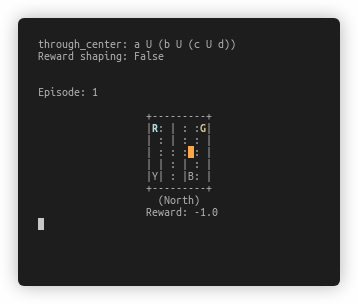 through_center: a U (b U (c U d))
Reward shaping: False
Episode: 1
+---------+
|R: | : :G|
| : | : : |
| : : : : |
| | : | : |
|Y| : |B: |
+---------+
(North)
Reward: -1.0